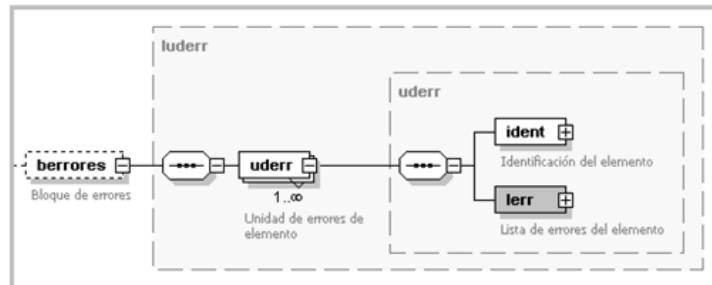 luderr
uderr
berrores
Bloque de errores
uderr
1..∞
Unidad de errores de
elemento
ident
Identificación del elemento
lerr
Lista de errores del elemento